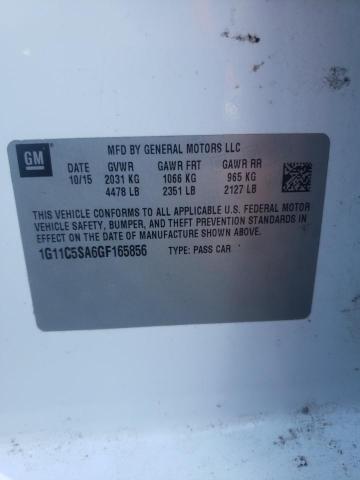 GM
MFD BY GENERAL MOTORS LLC
DATE GVWR GAWR FRT GAWR RR
10/15 2031 KG 1066 KG 965 KG
4478 LB 2351 LB 2127 LB
THIS VEHICLE CONFORMS TO ALL APPLICABLE U.S. FEDERAL MOTOR
VEHICLE SAFETY, BUMPER, AND THEFT PREVENTION STANDARDS IN
EFFECT ON THE DATE OF MANUFACTURE SHOWN ABOVE.
1G11C5SA6GF165856 TYPE: PASS CAR